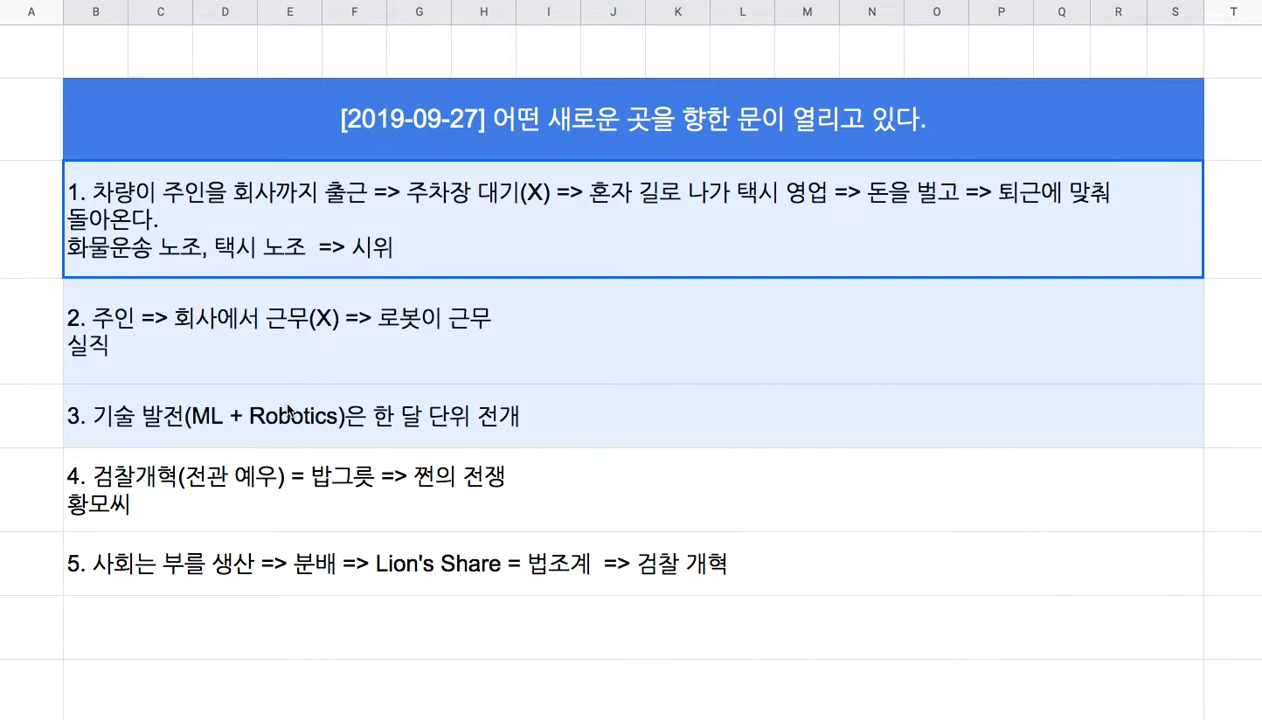 A B C D E F G H I J K L M N O P Q R S T
[2019-09-27] 어떤 새로운 곳을 향한 문이 열리고 있다.
1. 차량이 주인을 회사까지 출근 => 주차장 대기(X) => 혼자 길로 나가 택시 영업 => 돈을 벌고 => 퇴근에 맞춰
돌아온다.
화물운송 노조, 택시 노조  => 시위
2. 주인 => 회사에서 근무(X) => 로봇이 근무
실직
3. 기술 발전(ML + Robotics)은 한 달 단위 전개
4. 검찰개혁(전관 예우) = 밥그릇 => 쩐의 전쟁
황모씨
5. 사회는 부를 생산 => 분배 => Lion's Share = 법조계  => 검찰 개혁